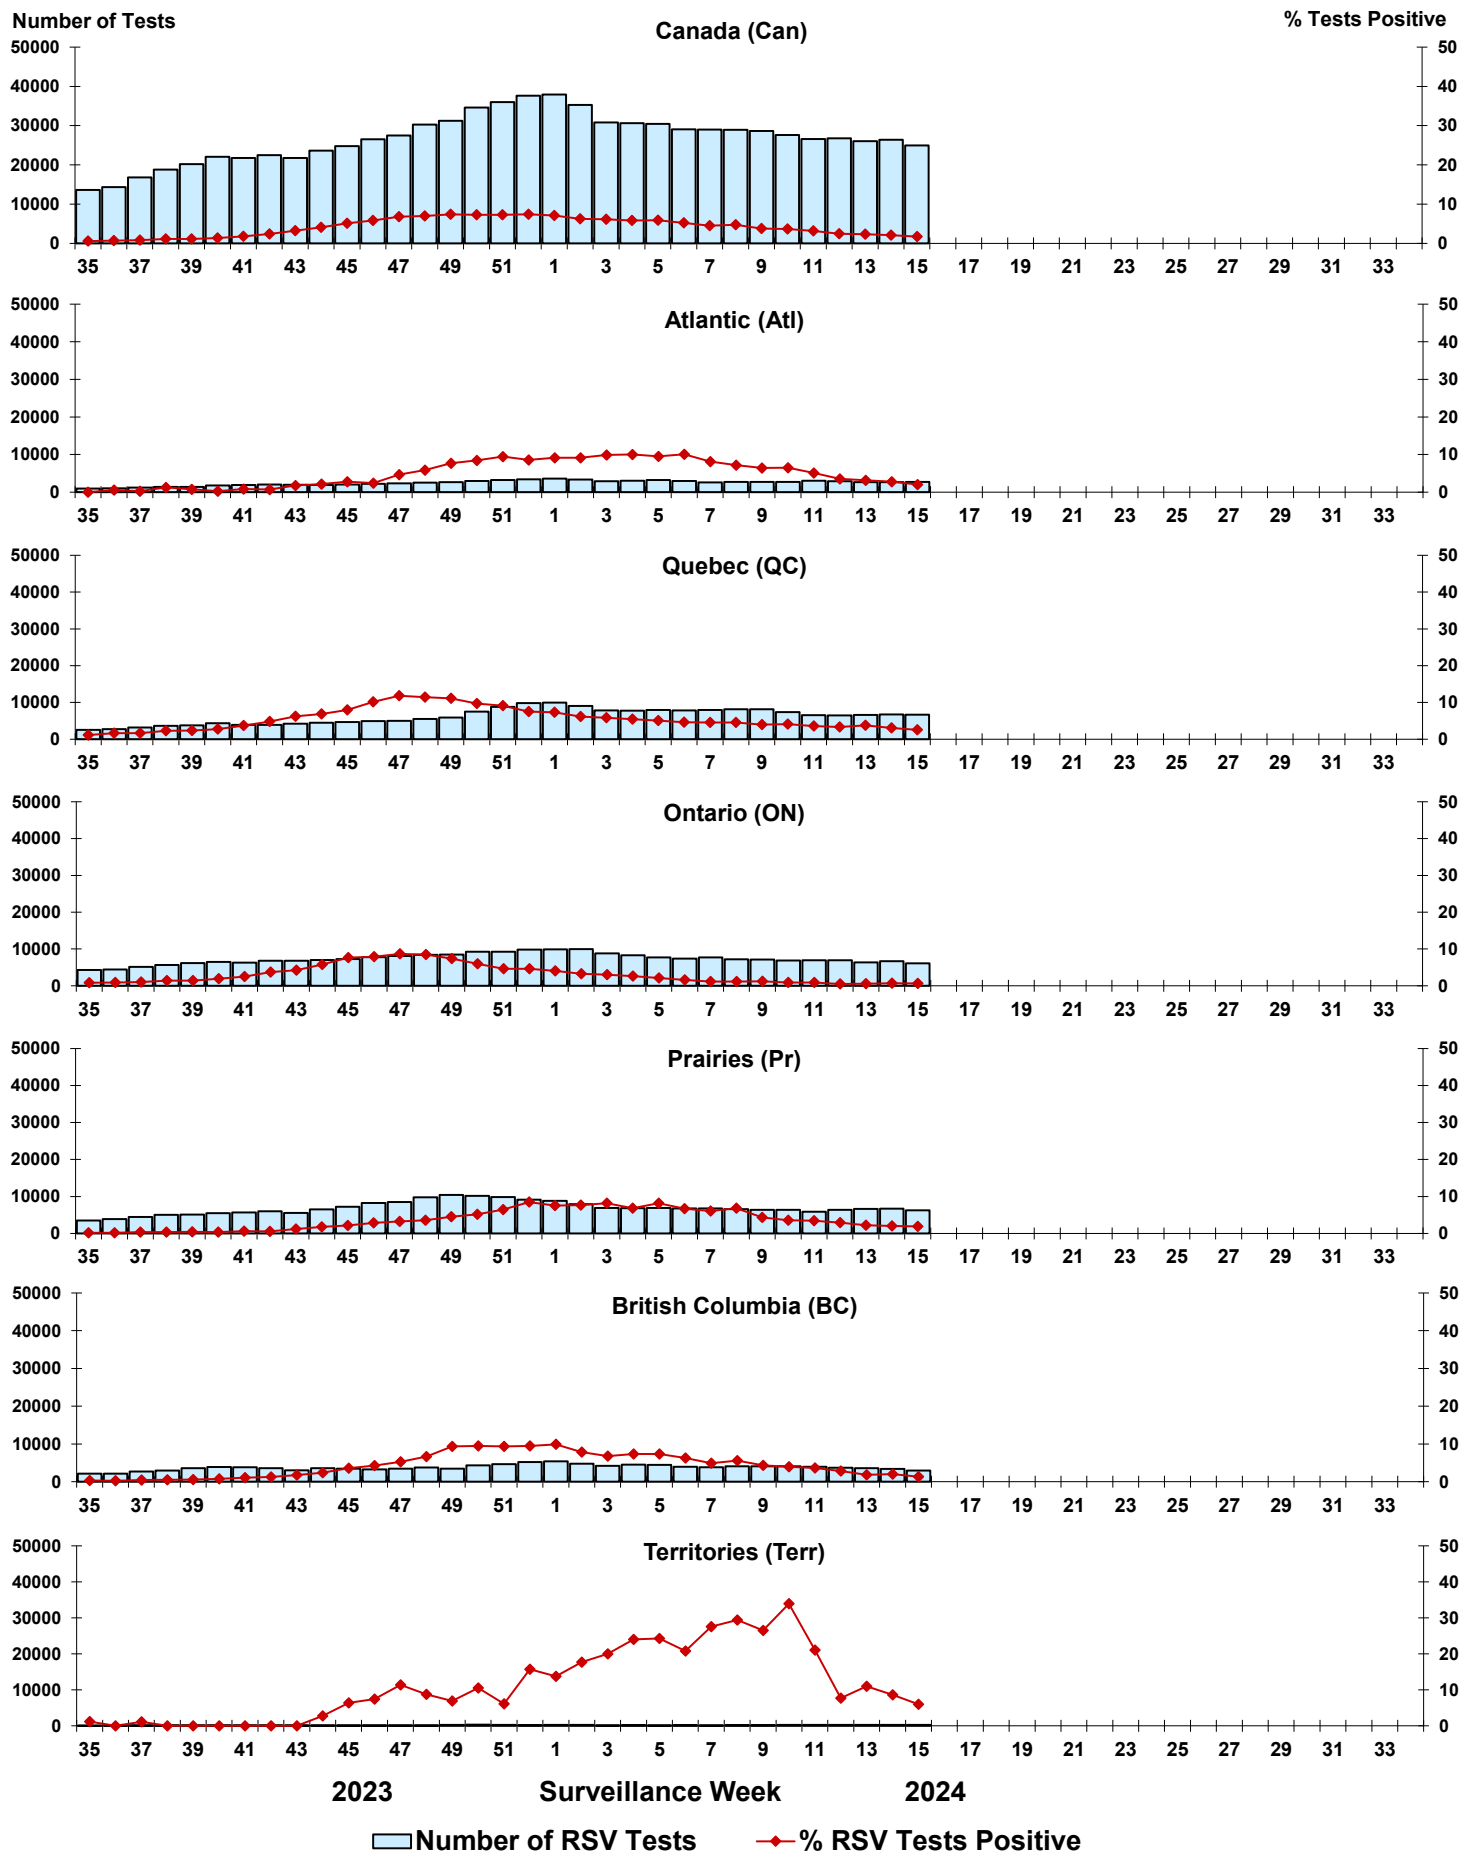 Number of Tests
% Tests Positive
Canada (Can)
50000 50
40000 40
30000 30
20000 20
10000 10
0 0
35 37 39 41 43 45 47 49 51 1 3 5 7 9 11 13 15 17 19 21 23 25 27 29 31 33
Atlantic (Atl)
50000 50
40000 40
30000 30
20000 20
10000 10
0 0
35 37 39 41 43 45 47 49 51 1 3 5 7 9 11 13 15 17 19 21 23 25 27 29 31 33
Quebec (QC)
50000 50
40000 40
30000 30
20000 20
10000 10
0 0
35 37 39 41 43 45 47 49 51 1 3 5 7 9 11 13 15 17 19 21 23 25 27 29 31 33
Ontario (ON)
50000 50
40000 40
30000 30
20000 20
10000 10
0 0
35 37 39 41 43 45 47 49 51 1 3 5 7 9 11 13 15 17 19 21 23 25 27 29 31 33
Prairies (Pr)
50000 50
40000 40
30000 30
20000 20
10000 10
0 0
35 37 39 41 43 45 47 49 51 1 3 5 7 9 11 13 15 17 19 21 23 25 27 29 31 33
British Columbia (BC)
50000 50
40000 40
30000 30
20000 20
10000 10
0 0
35 37 39 41 43 45 47 49 51 1 3 5 7 9 11 13 15 17 19 21 23 25 27 29 31 33
Territories (Terr)
50000 50
40000 40
30000 30
20000 20
10000 10
0 0
35 37 39 41 43 45 47 49 51 1 3 5 7 9 11 13 15 17 19 21 23 25 27 29 31 33
2023 Surveillance Week 2024
Number of RSV Tests % RSV Tests Positive